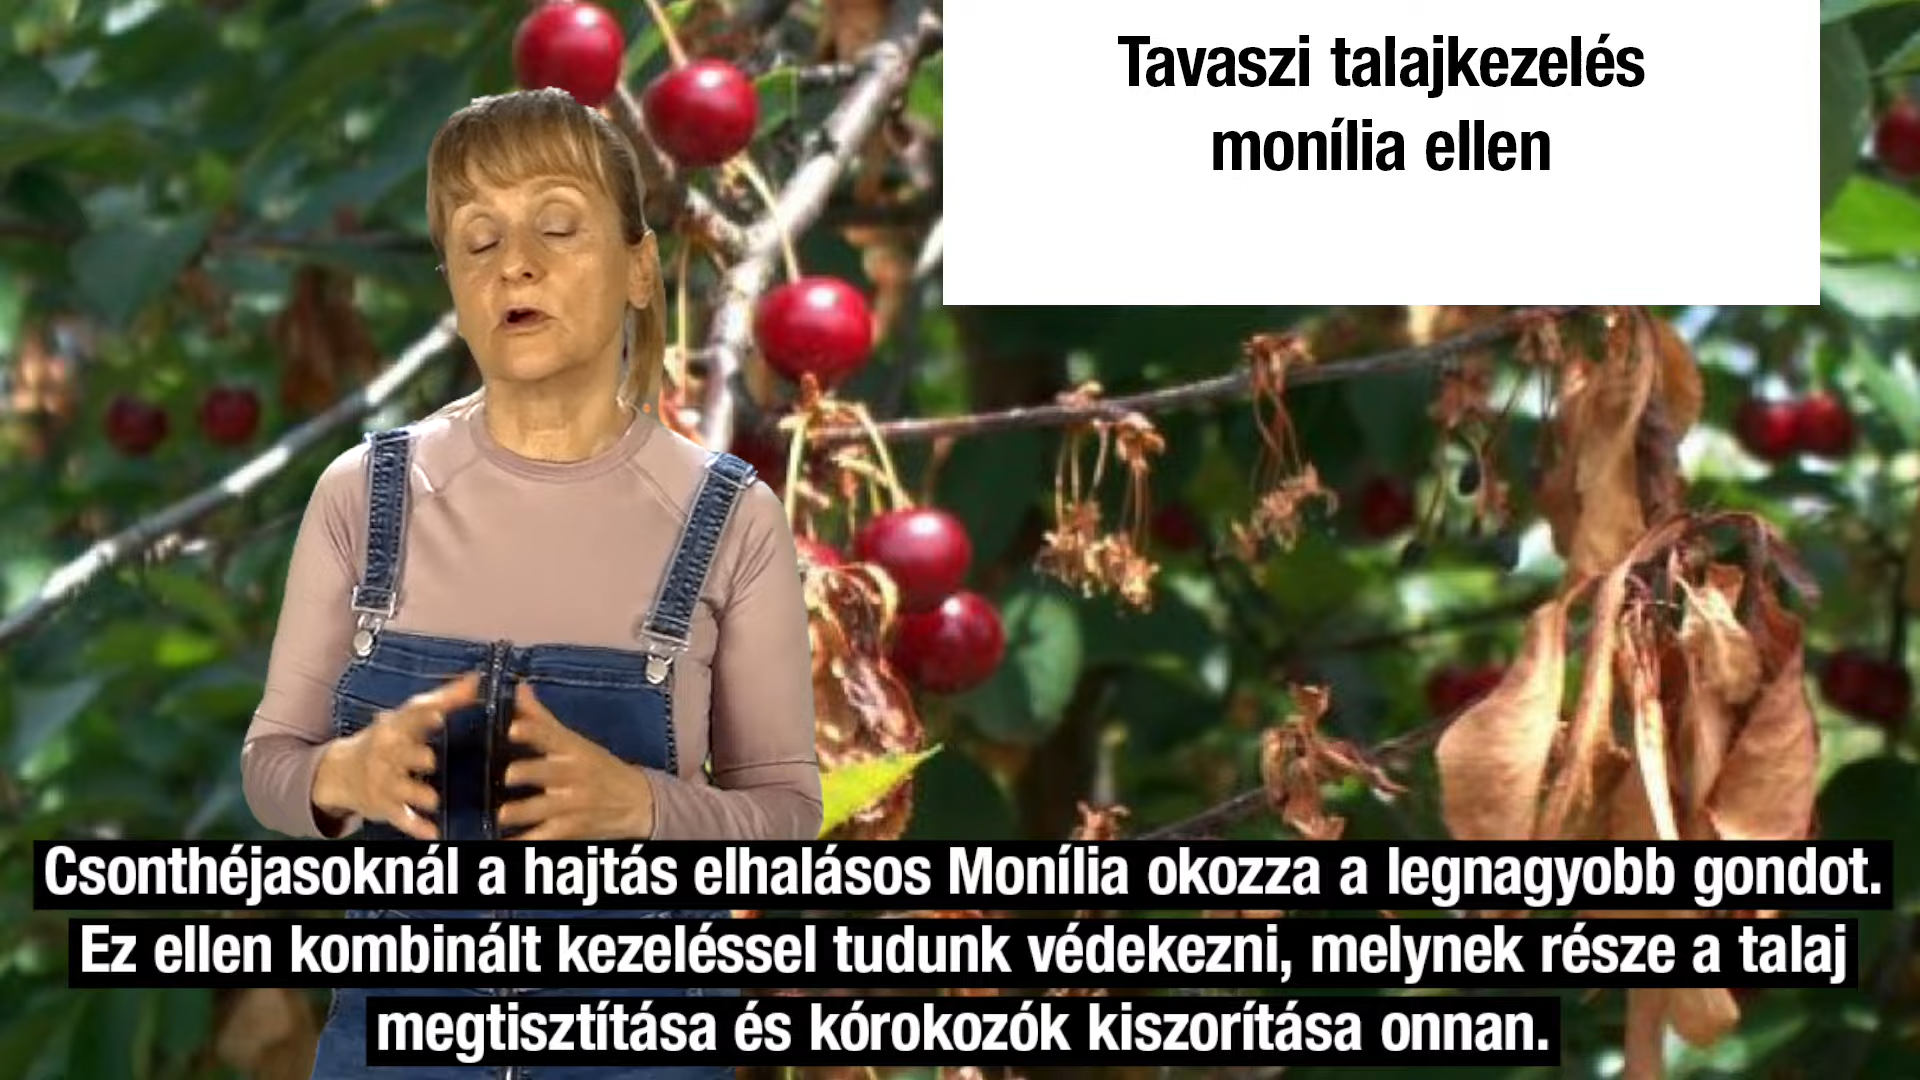 Tavaszi talajkezelés
monília ellen
Csonthéjasoknál a hajtás elhalásos Monília okozza a legnagyobb gondot.
Ez ellen kombinált kezeléssel tudunk védekezni, melynek része a talaj
megtisztítása és kórokozók kiszorítása onnan.